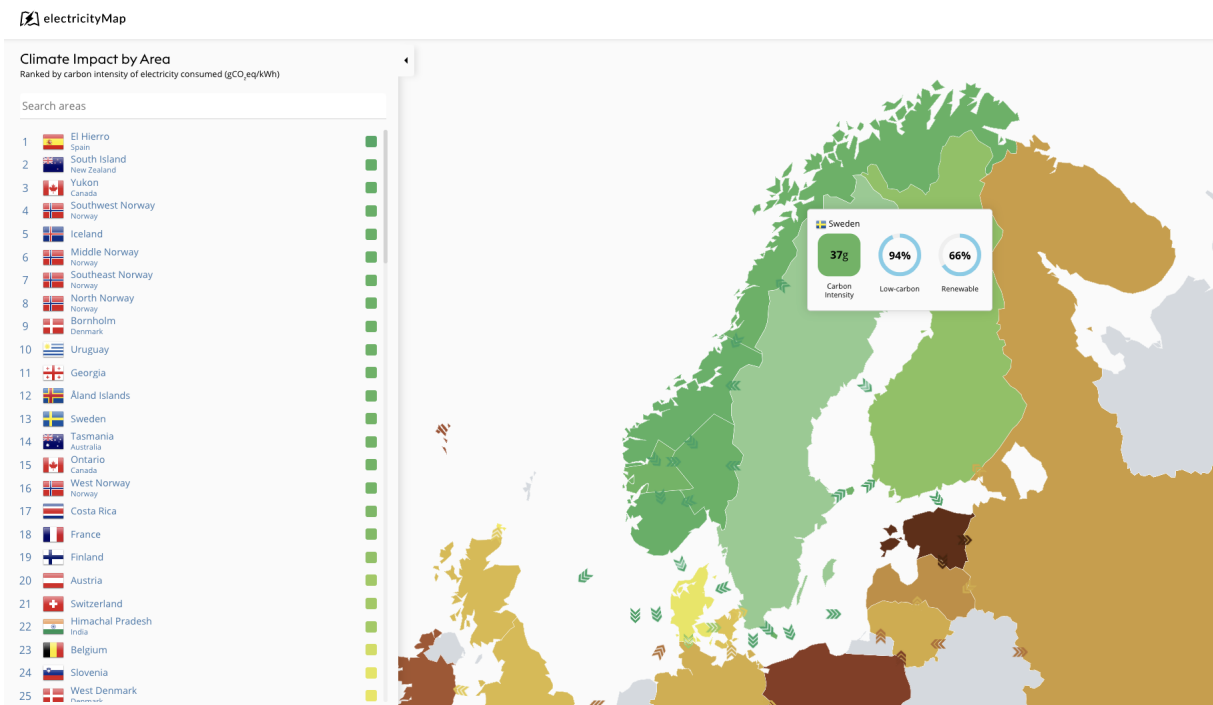 electricityMap
Climate Impact by Area
Ranked by carbon intensity of electricity consumed (gCO₂eq/kWh)
Search areas
1 El Hierro
Spain
2 South Island
New Zealand
3 Yukon
Canada
4 Southwest Norway
Norway
5 Iceland
6 Middle Norway
Norway
7 Southeast Norway
Norway
8 North Norway
Norway
9 Bornholm
Denmark
10 Uruguay
11 Georgia
12 Åland Islands
13 Sweden
14 Tasmania
Australia
15 Ontario
Canada
16 West Norway
Norway
17 Costa Rica
18 France
19 Finland
20 Austria
21 Switzerland
22 Himachal Pradesh
India
23 Belgium
24 Slovenia
25 West Denmark
Denmark
Sweden
37g 94% 66%
Carbon Intensity Low-carbon Renewable